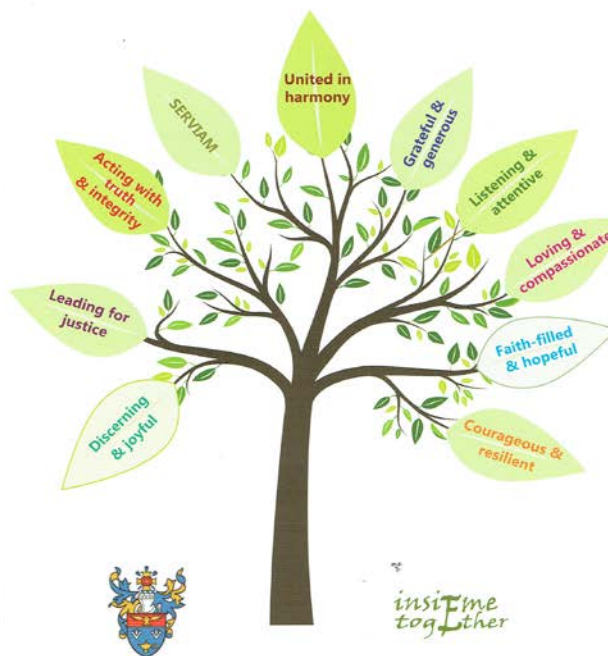 United in
harmony
SERVIAM
Grateful &
generous
Acting with
truth
& integrity
Listening &
attentive
Loving &
compassionate
Leading for
justice
Faith-filled
& hopeful
Discerning
& joyful
Courageous &
resilient
insiEme
togEther